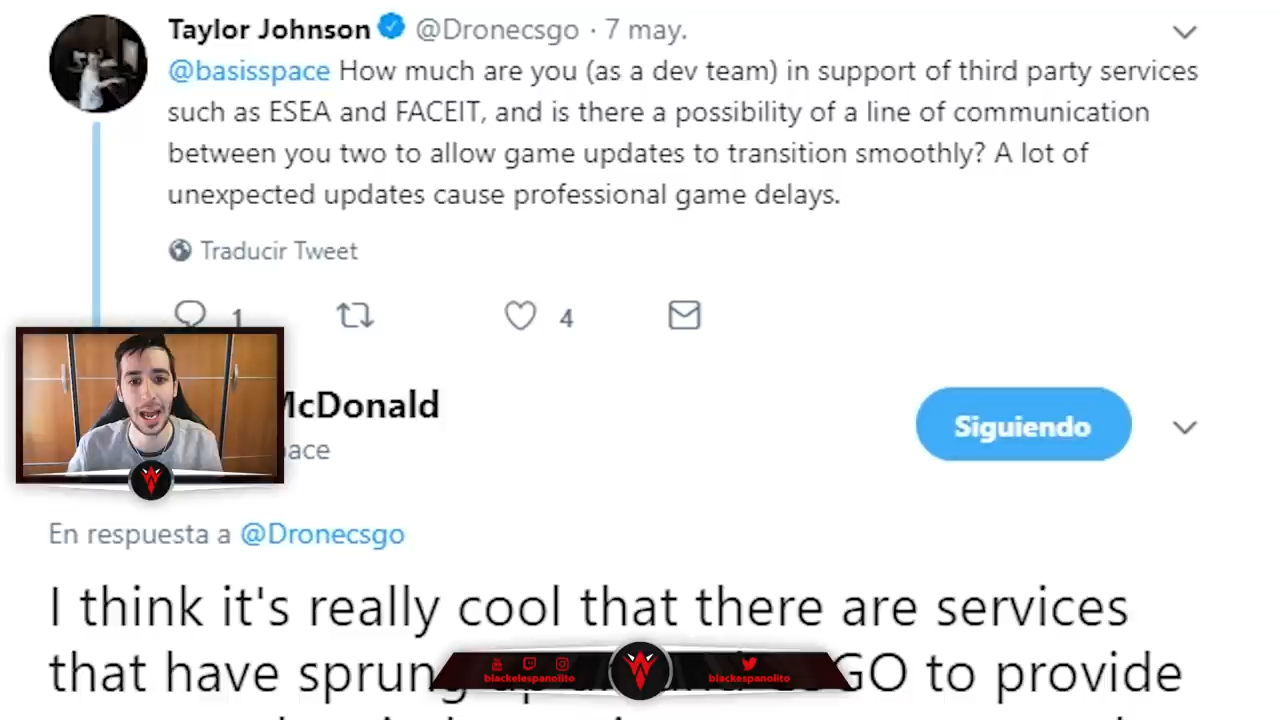 Taylor Johnson @Dronecsgo · 7 may.
@basisspace How much are you (as a dev team) in support of third party services
such as ESEA and FACEIT, and is there a possibility of a line of communication
between you two to allow game updates to transition smoothly? A lot of
unexpected updates cause professional game delays.
Traducir Tweet
1 4
McDonald
Siguiendo
En respuesta a @Dronecsgo
I think it's really cool that there are services
that have sprung GO to provide
blackelespanolito
blackespanolito